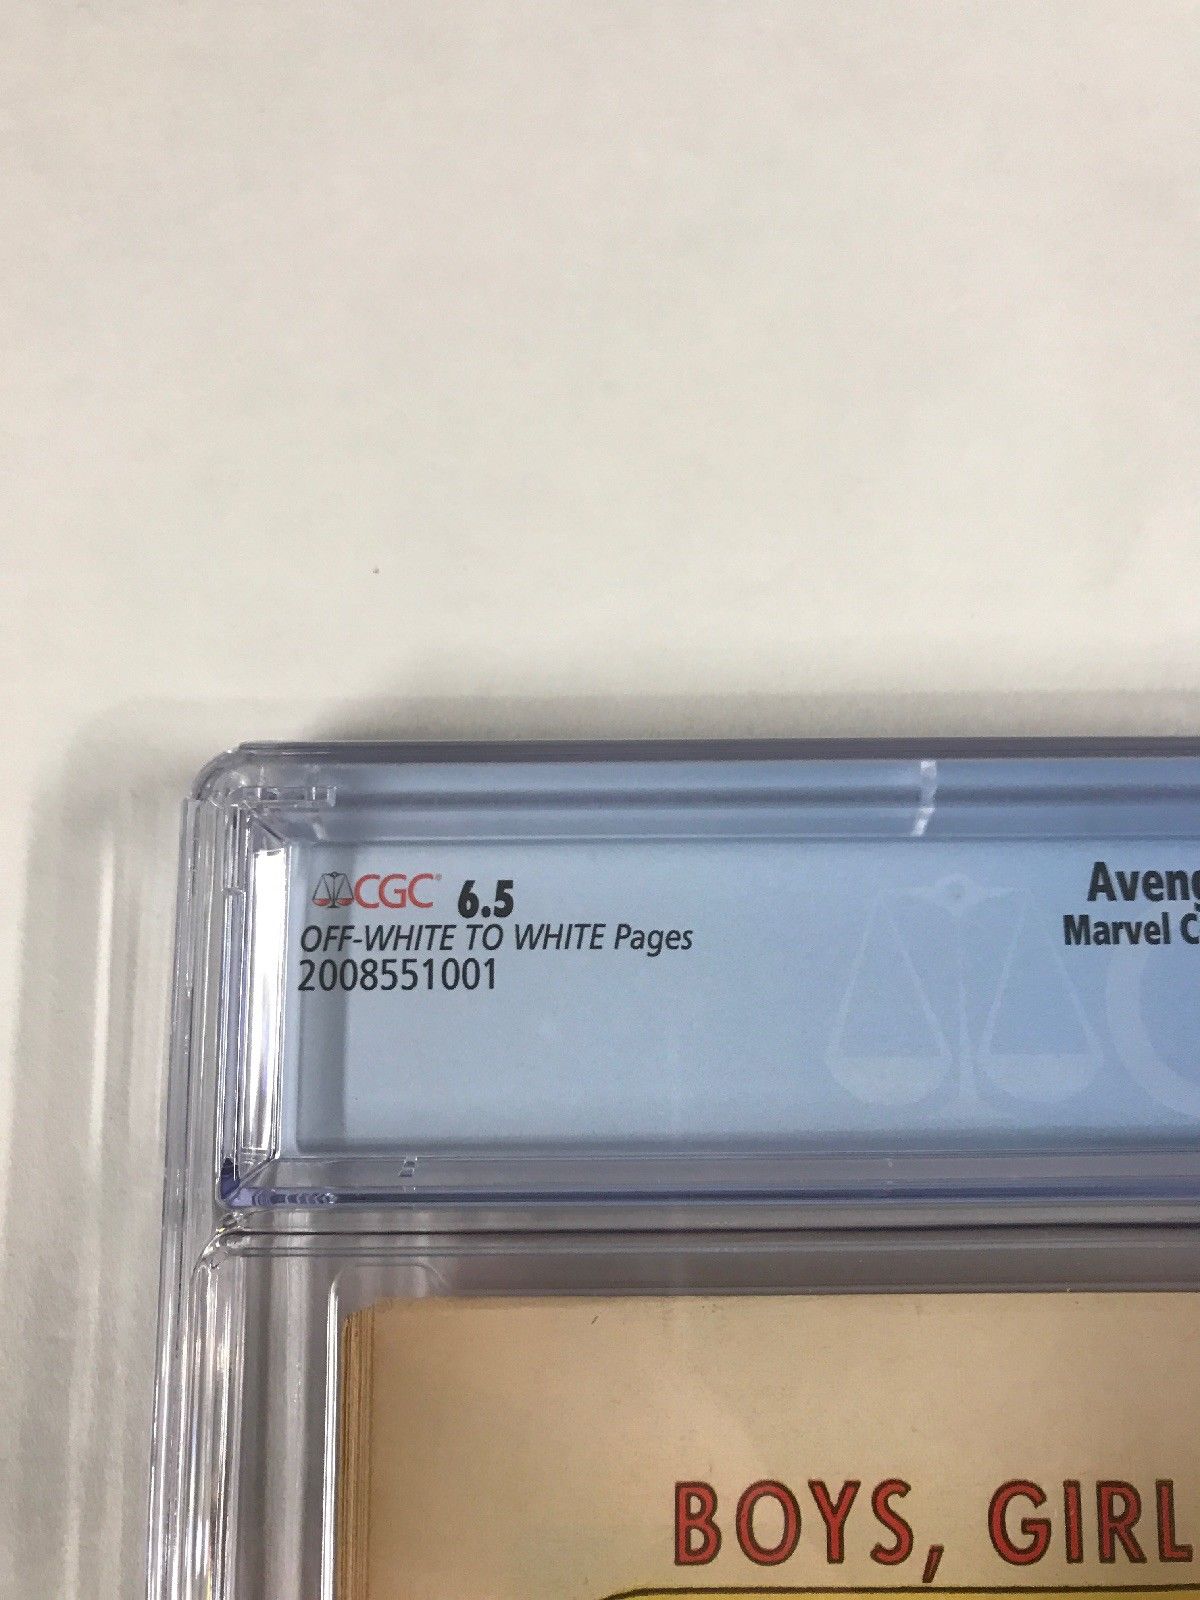 CGC 6.5
OFF-WHITE TO WHITE Pages
2008551001
Aveng
Marvel C
BOYS, GIRL